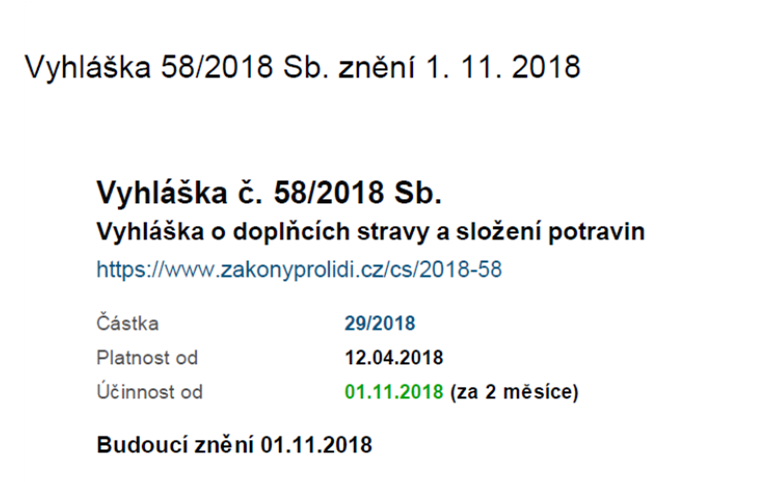 Vyhláška 58/2018 Sb. znění 1. 11. 2018
Vyhláška č. 58/2018 Sb.
Vyhláška o doplňcích stravy a složení potravin
https://www.zakonyprolidi.cz/cs/2018-58
Částka 29/2018
Platnost od 12.04.2018
Účinnost od 01.11.2018 (za 2 měsíce)
Budoucí znění 01.11.2018